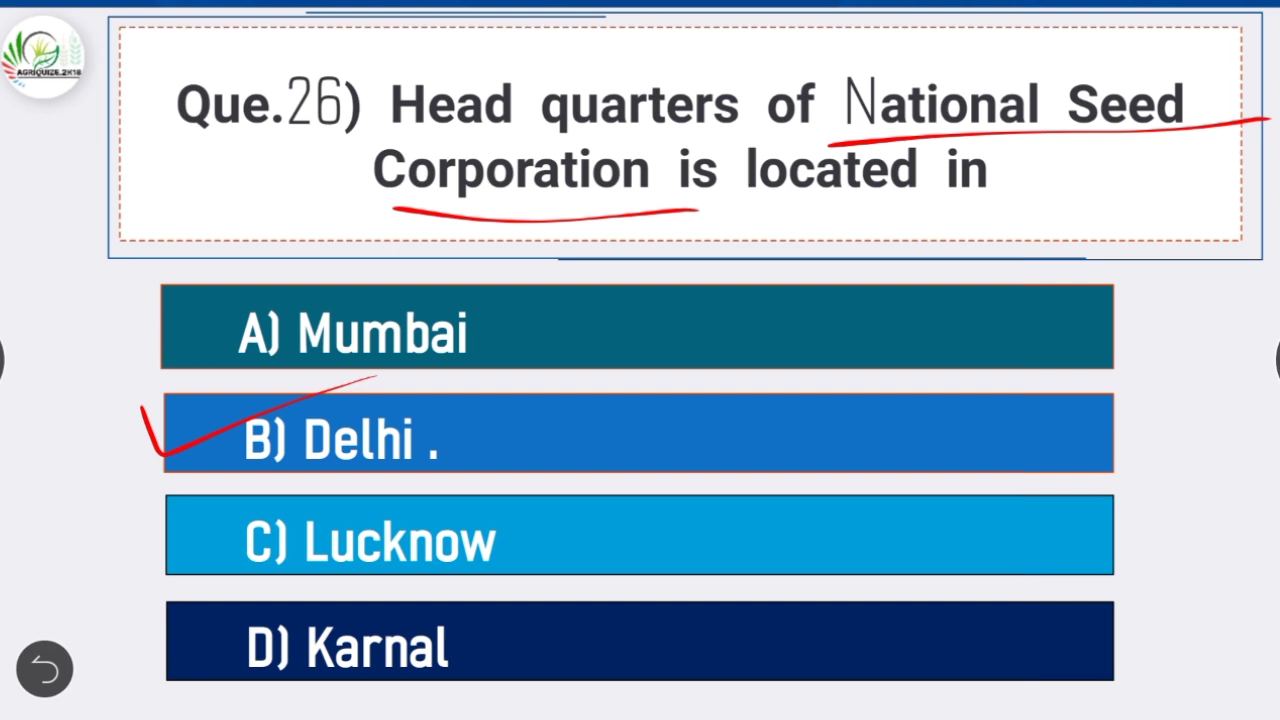 AGRIQUIZE.2K18
Que.26) Head quarters of National Seed
Corporation is located in
A) Mumbai
B) Delhi .
C) Lucknow
D) Karnal